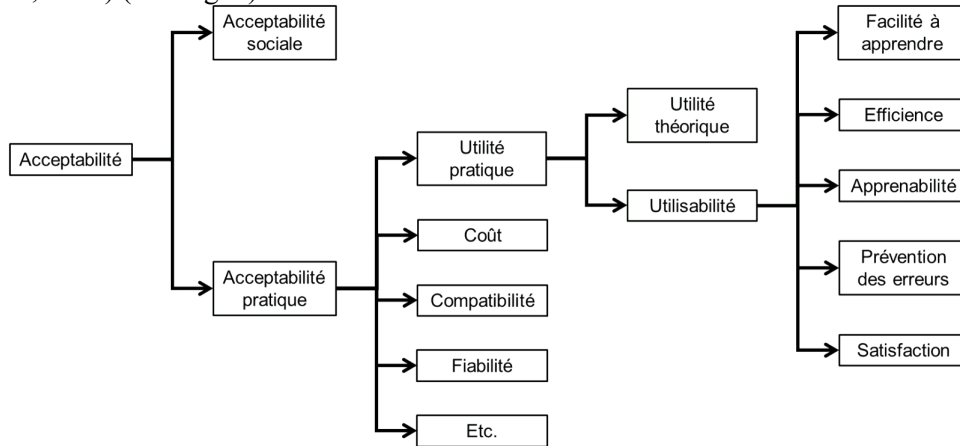 Acceptabilité
sociale
Facilité à
apprendre
Utilité
théorique
Efficience
Acceptabilité
Utilité
pratique
Apprenabilité
Utilisabilité
Coût
Acceptabilité
pratique
Prévention
des erreurs
Compatibilité
Fiabilité
Satisfaction
Etc.